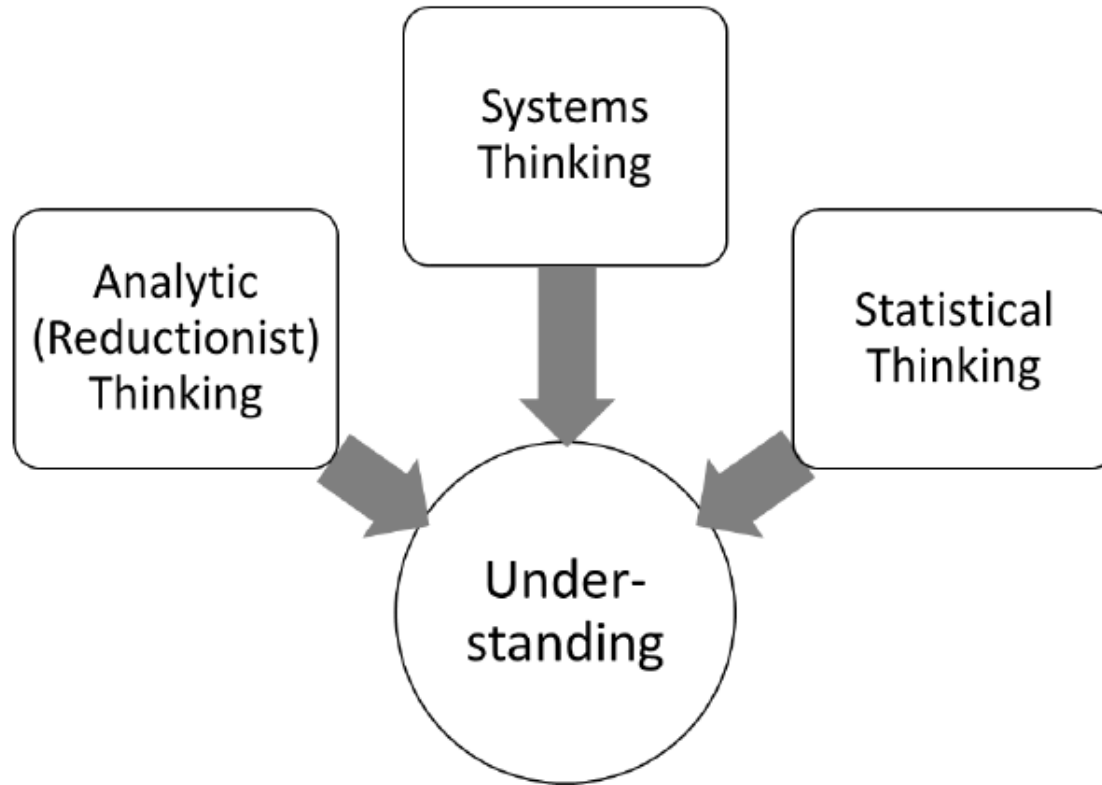 Systems
Thinking
Analytic
(Reductionist)
Thinking
Statistical
Thinking
Under-
standing